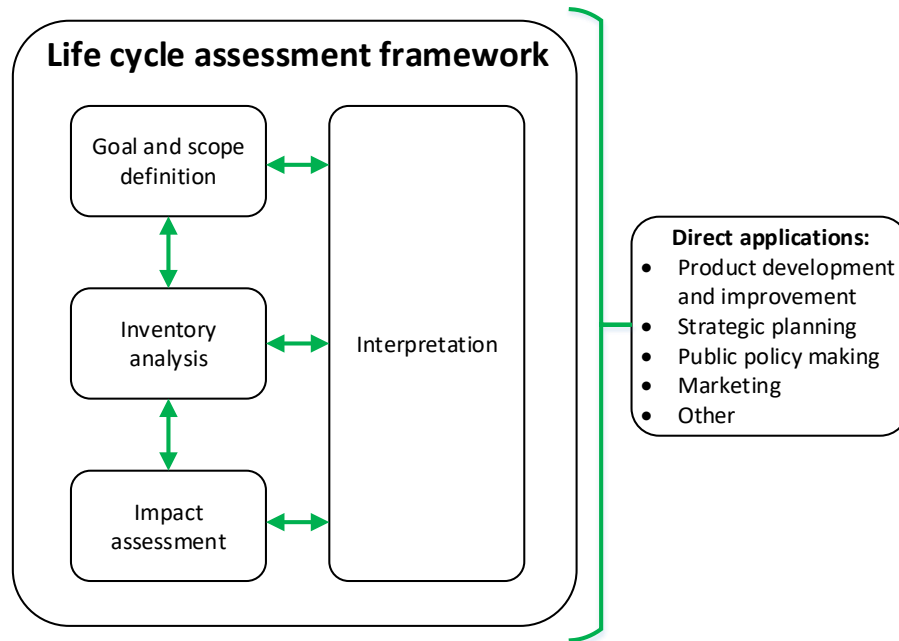 Life cycle assessment framework
Goal and scope
definition
Inventory
analysis
Impact
assessment
Interpretation
Direct applications:
• Product development
and improvement
• Strategic planning
• Public policy making
• Marketing
• Other